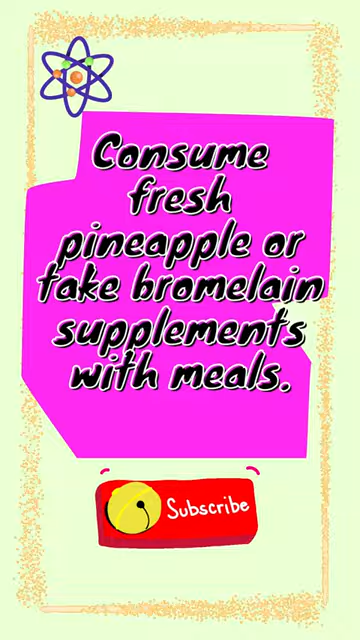 Consume
fresh
pineapple or
take bromelain
supplements
with meals.
Subscribe